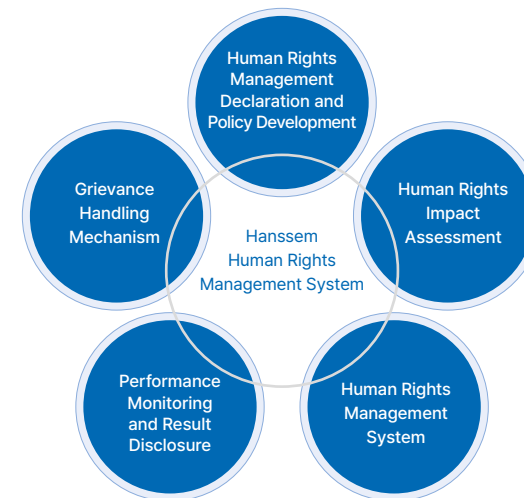 Human Rights
Management
Declaration and
Policy Development
Grievance
Handling
Mechanism
Human Rights
Impact
Assessment
Hanssem
Human Rights
Management System
Performance
Monitoring
and Result
Disclosure
Human Rights
Management
System